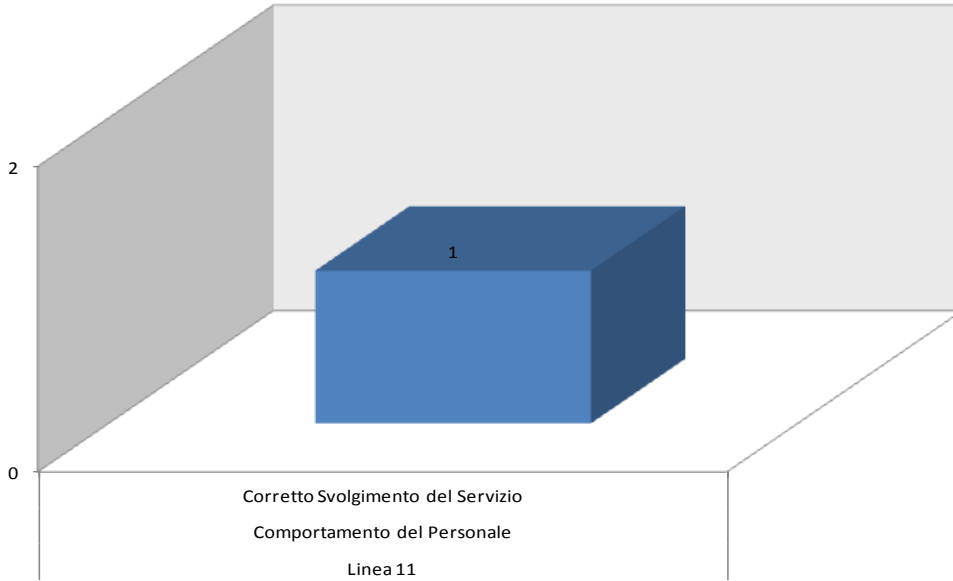 2
1
0
Corretto Svolgimento del Servizio
Comportamento del Personale
Linea 11